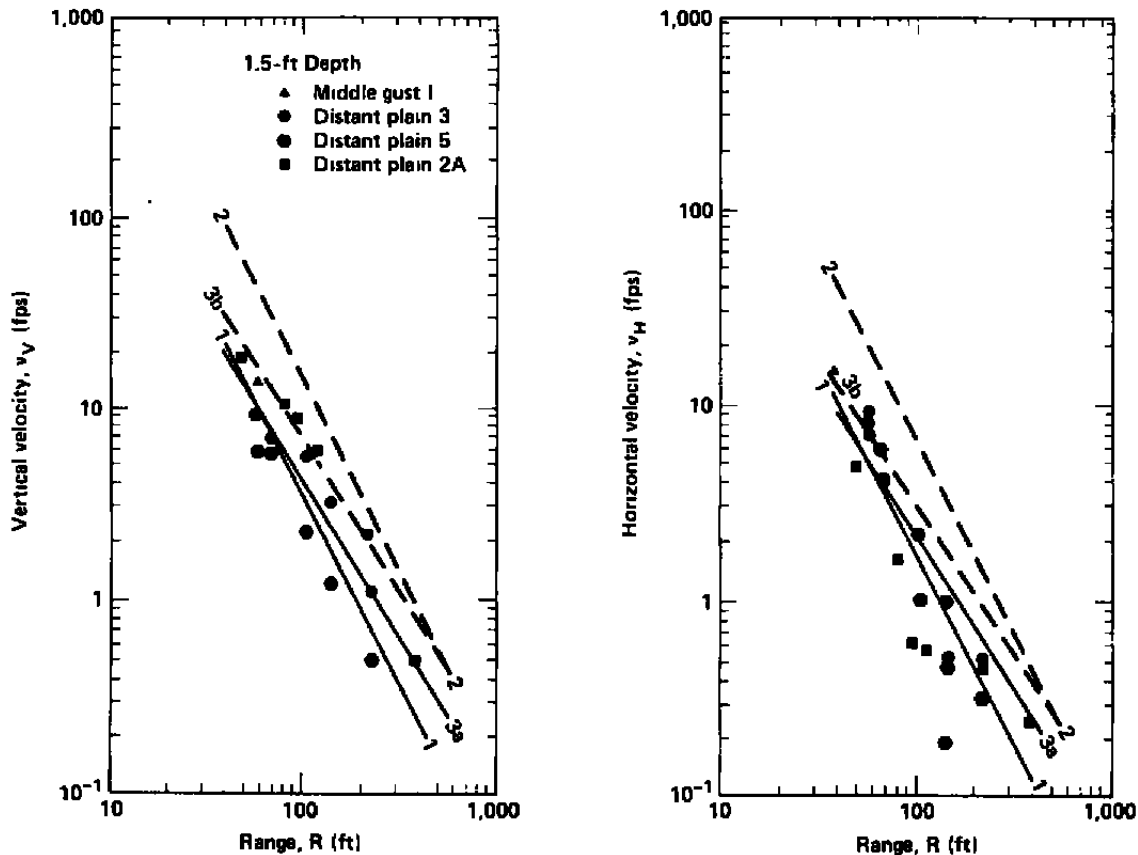 1,000
100
10
1
10⁻¹
10
100
1,000
Vertical velocity, vV (fps)
Range, R (ft)
1.5-ft Depth
Middle gust I
Distant plain 3
Distant plain 5
Distant plain 2A
2
3b
1
2
3a
1
1,000
100
10
1
10⁻¹
10
100
1,000
Horizontal velocity, vH (fps)
Range, R (ft)
2
3b
1
2
3a
1